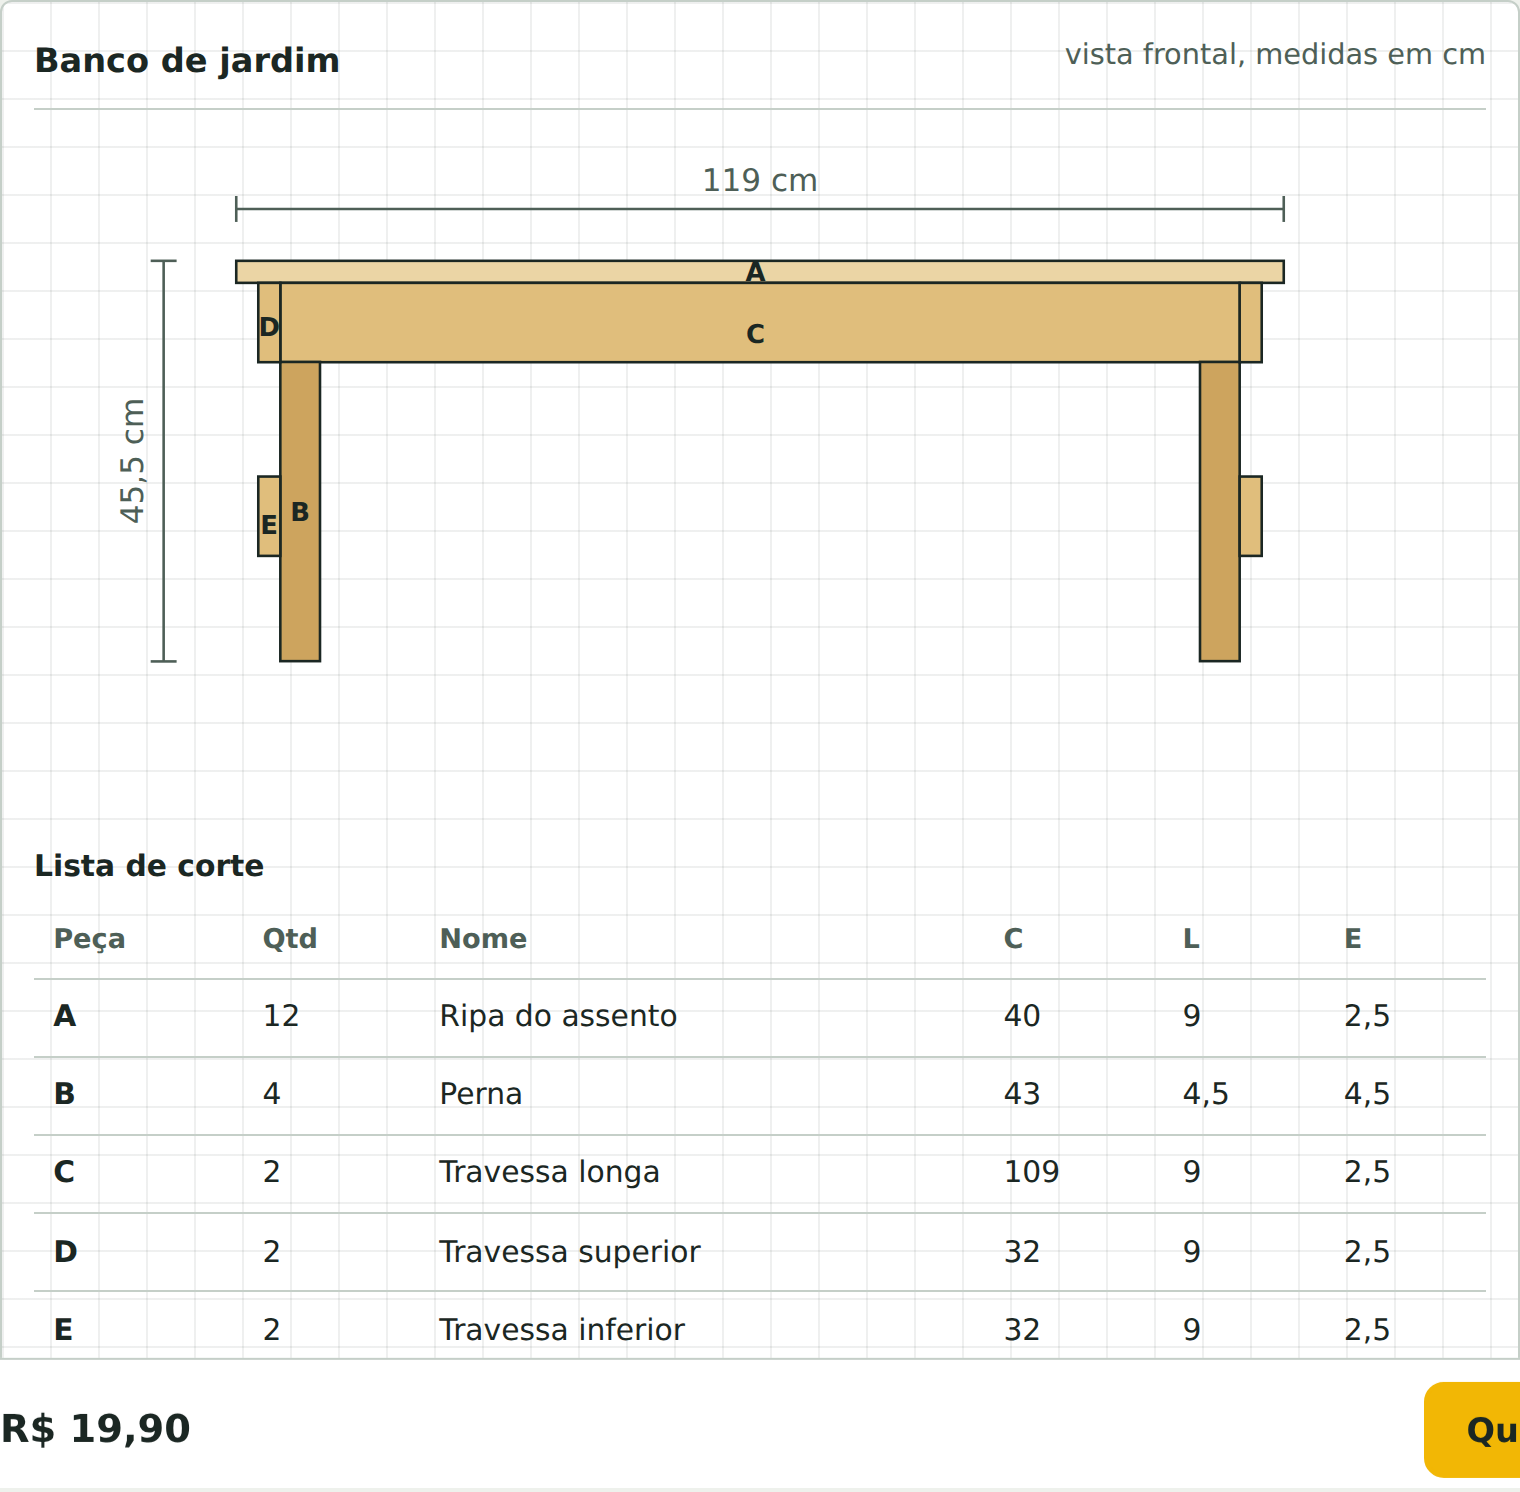 Banco de jardim
vista frontal, medidas em cm
119 cm
A
D
C
45,5 cm
E
B
Lista de corte
Peça Qtd Nome C L E
A 12 Ripa do assento 40 9 2,5
B 4 Perna 43 4,5 4,5
C 2 Travessa longa 109 9 2,5
D 2 Travessa superior 32 9 2,5
E 2 Travessa inferior 32 9 2,5
R$ 19,90
Qu